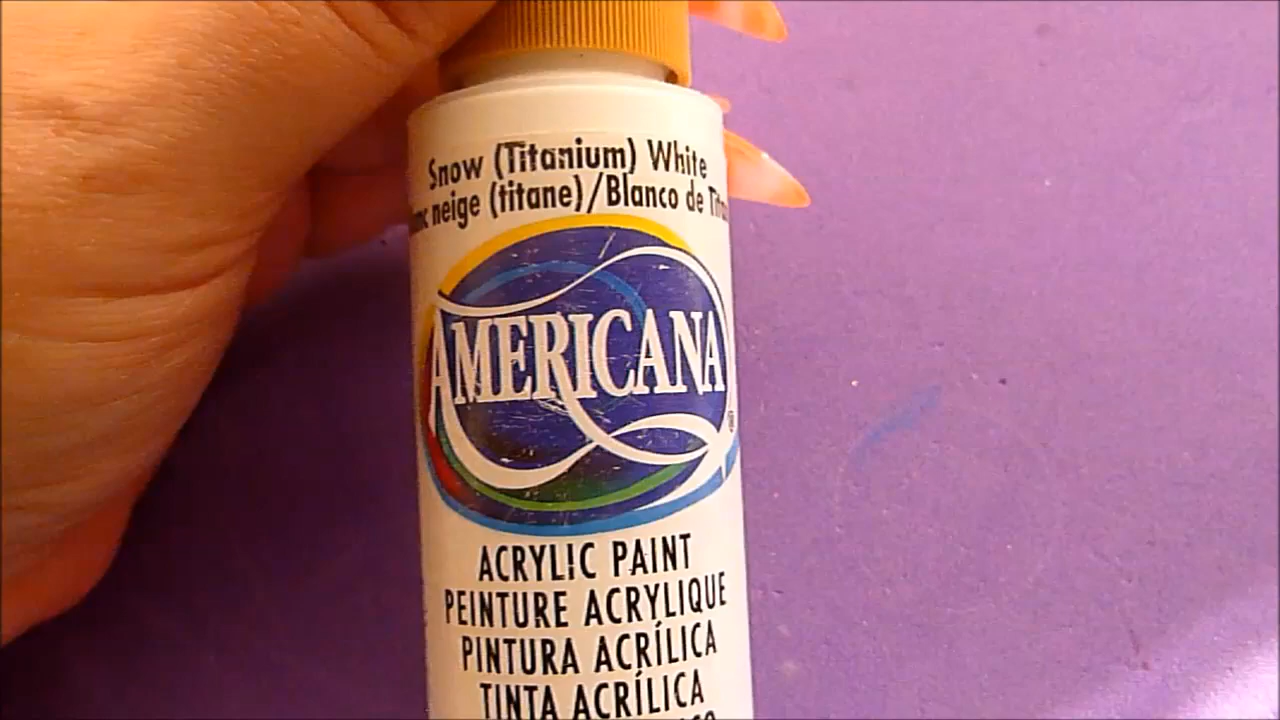 Snow (Titanium) White
neige (titane)/Blanco de
AMERICANA
ACRYLIC PAINT
PEINTURE ACRYLIQUE
PINTURA ACRÍLICA
TINTA ACRÍLICA